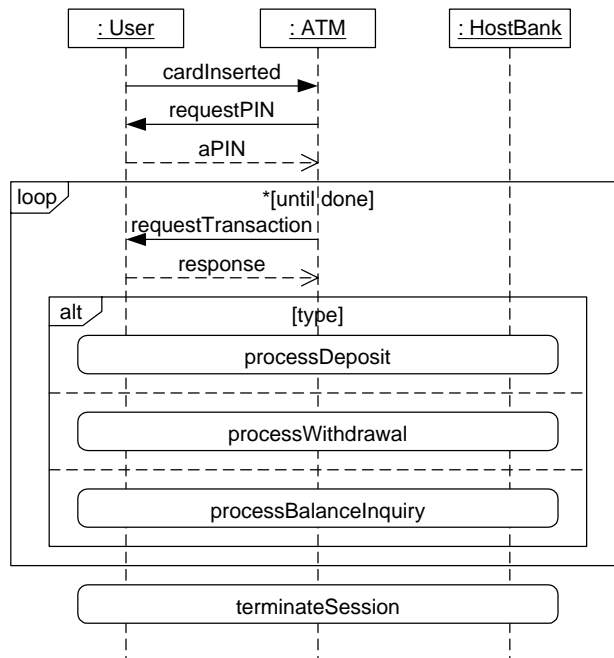 : User
: ATM
: HostBank
cardInserted
requestPIN
aPIN
loop
*[until done]
requestTransaction
response
alt
[type]
processDeposit
processWithdrawal
processBalanceInquiry
terminateSession